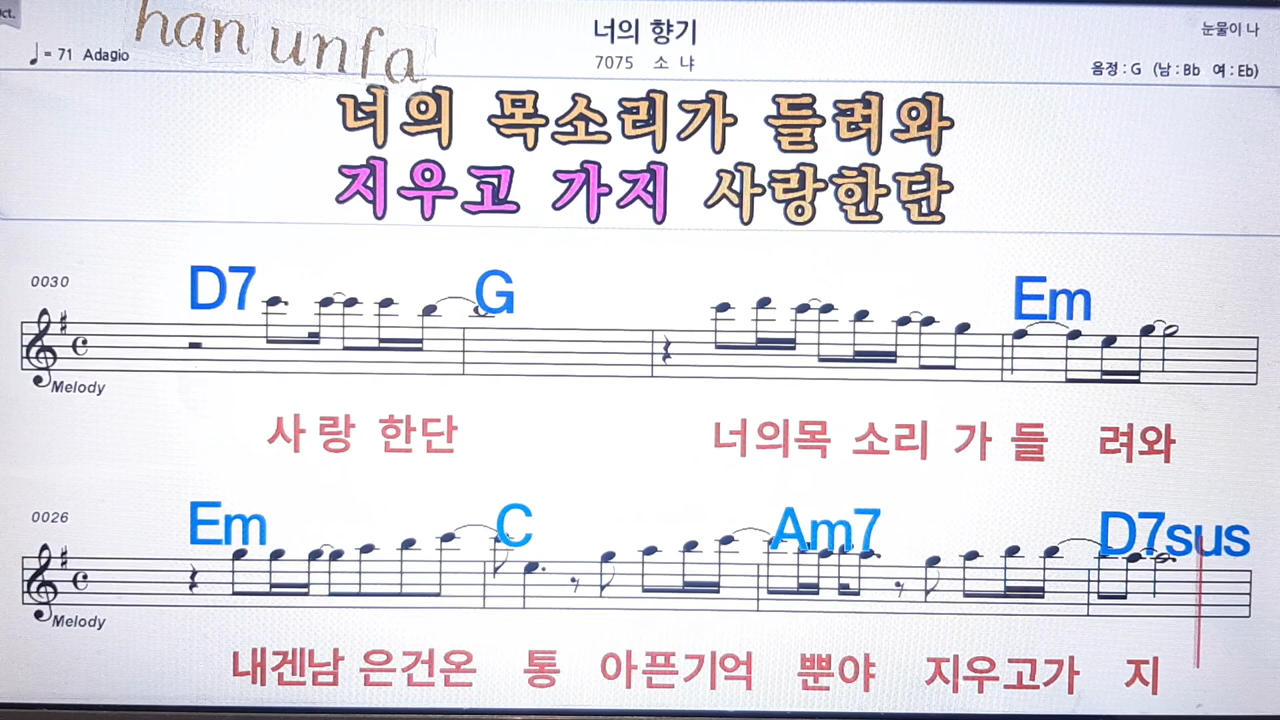 ct.
han unfa
너의 향기
눈물이 나
♩= 71 Adagio
7075 소 냐
음정 : G (남 : Bb 여 : Eb)
너의 목소리가 들려와
지우고 가지 사랑한단
0030
D7 G Em
Melody
사 랑 한단 너의목 소리 가 들 려와
0026
Em C Am7 D7sus
Melody
내겐남 은건온 통 아픈기억 뿐야 지우고가 지